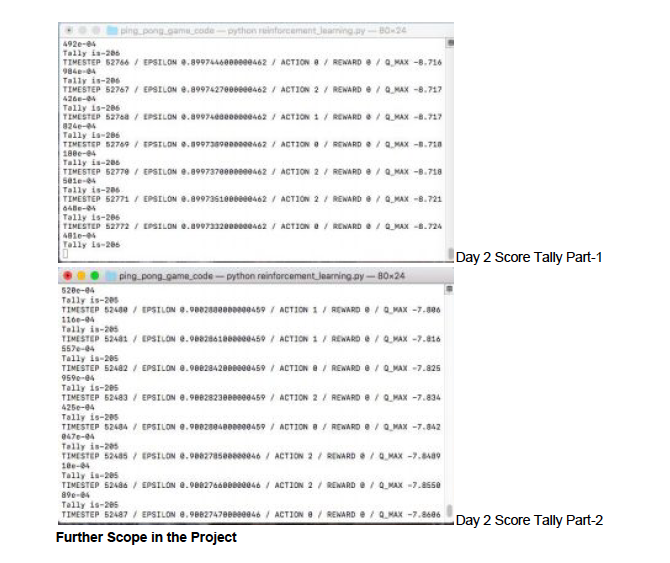 ping_pong_game_code — python reinforcement_learning.py — 80×24
492e-04
Tally is-206
TIMESTEP 52766 / EPSILON 0.8997446000000462 / ACTION 0 / REWARD 0 / Q_MAX -8.716
984e-04
Tally is-206
TIMESTEP 52767 / EPSILON 0.8997427000000462 / ACTION 2 / REWARD 0 / Q_MAX -8.717
426e-04
Tally is-206
TIMESTEP 52768 / EPSILON 0.8997408000000462 / ACTION 1 / REWARD 0 / Q_MAX -8.717
824e-04
Tally is-206
TIMESTEP 52769 / EPSILON 0.8997389000000462 / ACTION 0 / REWARD 0 / Q_MAX -8.718
180e-04
Tally is-206
TIMESTEP 52770 / EPSILON 0.8997370000000462 / ACTION 2 / REWARD 0 / Q_MAX -8.718
501e-04
Tally is-206
TIMESTEP 52771 / EPSILON 0.8997351000000462 / ACTION 2 / REWARD 0 / Q_MAX -8.721
648e-04
Tally is-206
TIMESTEP 52772 / EPSILON 0.8997332000000462 / ACTION 0 / REWARD 0 / Q_MAX -8.724
481e-04
Tally is-206
Day 2 Score Tally Part-1
ping_pong_game_code — python reinforcement_learning.py — 80×24
520e-04
Tally is-205
TIMESTEP 52480 / EPSILON 0.9002880000000459 / ACTION 1 / REWARD 0 / Q_MAX -7.806
116e-04
Tally is-205
TIMESTEP 52481 / EPSILON 0.9002861000000459 / ACTION 1 / REWARD 0 / Q_MAX -7.816
557e-04
Tally is-205
TIMESTEP 52482 / EPSILON 0.9002842000000459 / ACTION 0 / REWARD 0 / Q_MAX -7.825
959e-04
Tally is-205
TIMESTEP 52483 / EPSILON 0.9002823000000459 / ACTION 2 / REWARD 0 / Q_MAX -7.834
425e-04
Tally is-205
TIMESTEP 52484 / EPSILON 0.9002804000000459 / ACTION 0 / REWARD 0 / Q_MAX -7.842
047e-04
Tally is-205
TIMESTEP 52485 / EPSILON 0.900278500000046 / ACTION 2 / REWARD 0 / Q_MAX -7.8489
10e-04
Tally is-205
TIMESTEP 52486 / EPSILON 0.900276600000046 / ACTION 2 / REWARD 0 / Q_MAX -7.8550
89e-04
Tally is-205
TIMESTEP 52487 / EPSILON 0.900274700000046 / ACTION 0 / REWARD 0 / Q_MAX -7.8606
Day 2 Score Tally Part-2
Further Scope in the Project